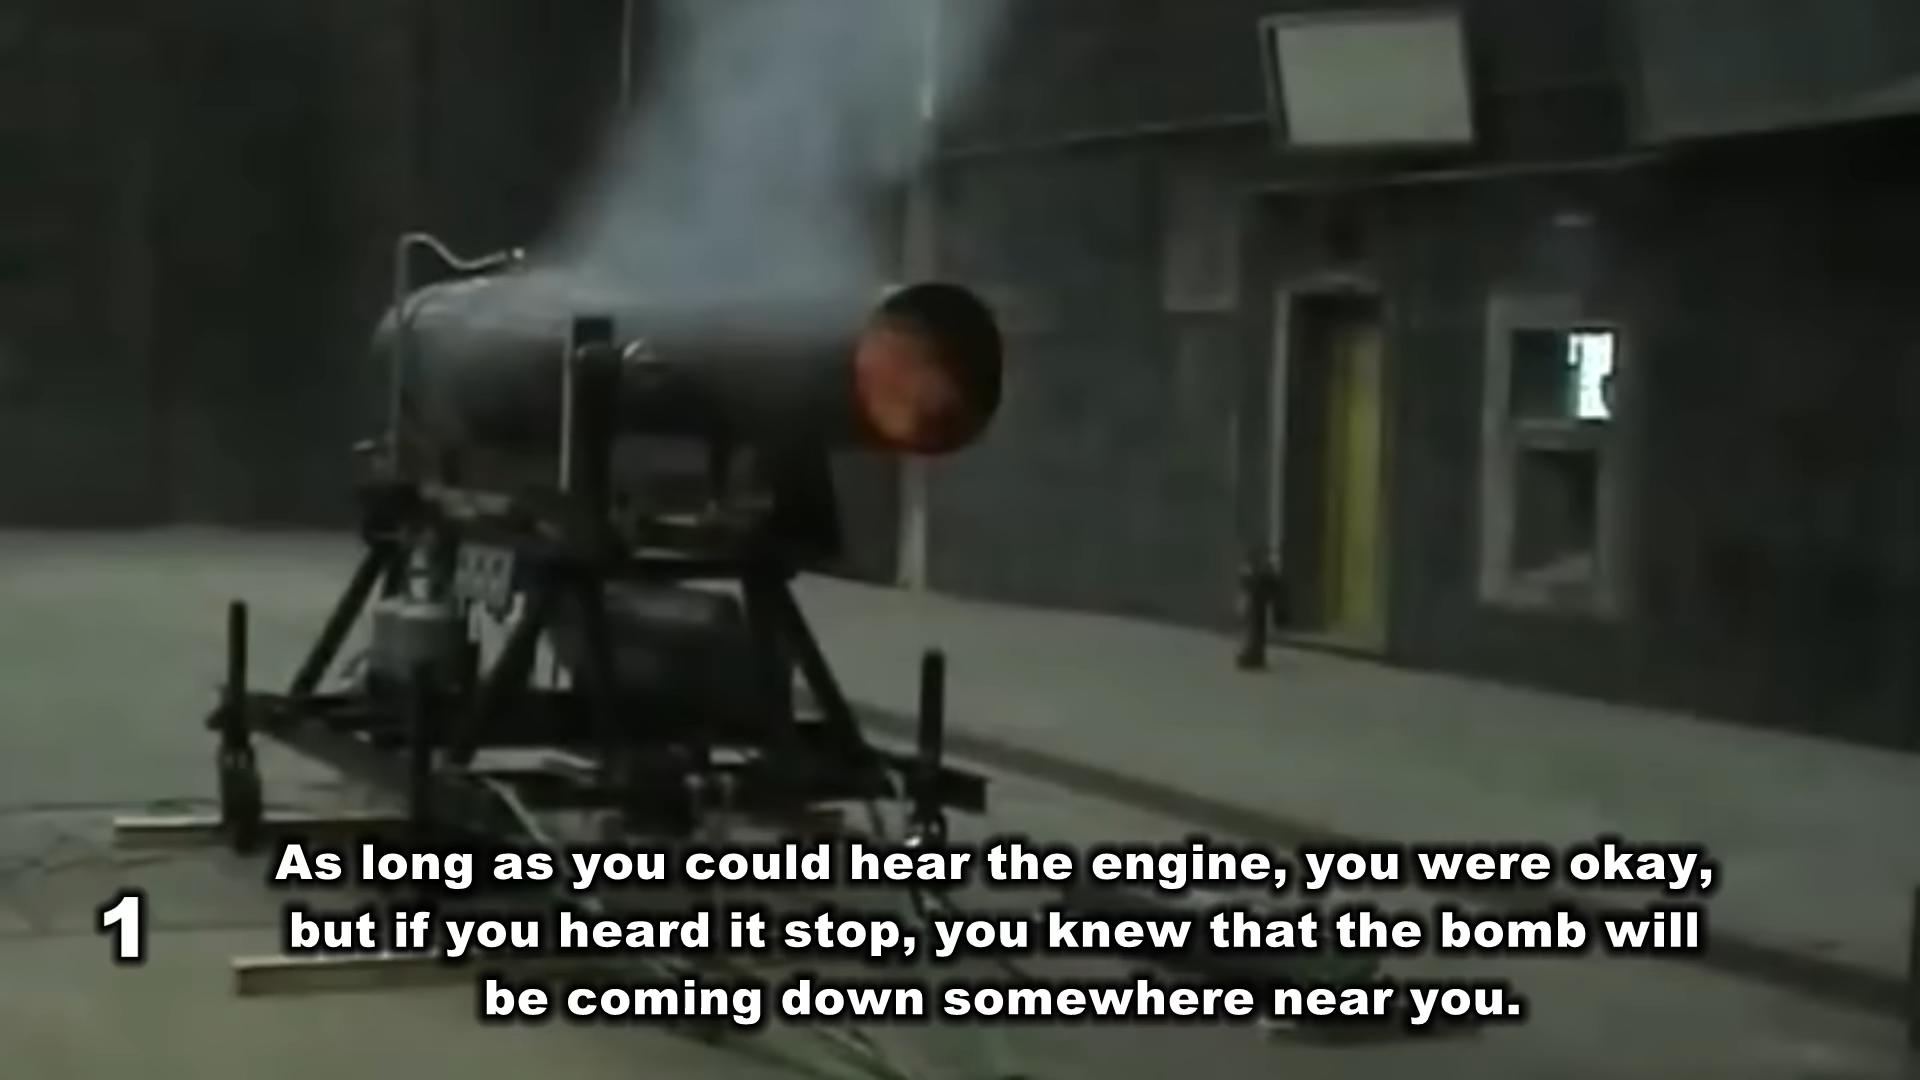 As long as you could hear the engine, you were okay,
but if you heard it stop, you knew that the bomb will
be coming down somewhere near you.
1